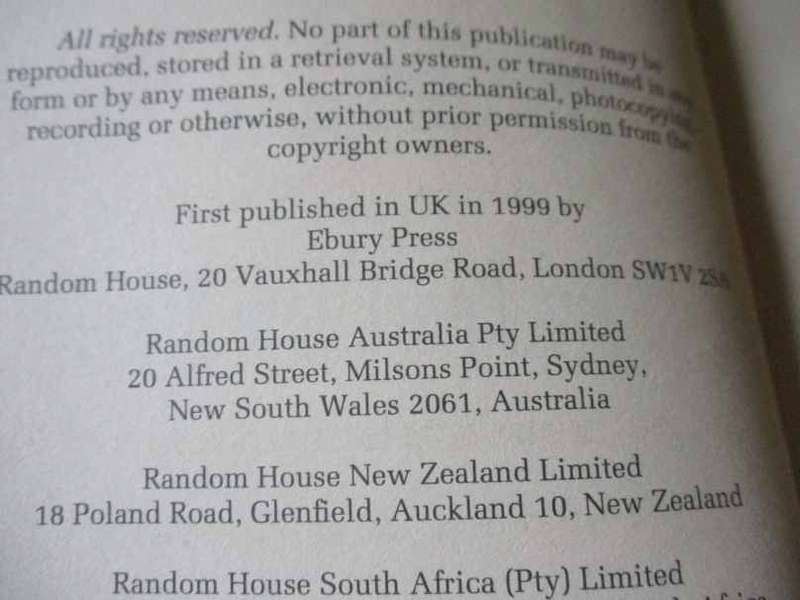 All rights reserved. No part of this publication may be
reproduced, stored in a retrieval system, or transmitted in any
form or by any means, electronic, mechanical, photocopying,
recording or otherwise, without prior permission from the
copyright owners.
First published in UK in 1999 by
Ebury Press
Random House, 20 Vauxhall Bridge Road, London SW1V 2SA
Random House Australia Pty Limited
20 Alfred Street, Milsons Point, Sydney,
New South Wales 2061, Australia
Random House New Zealand Limited
18 Poland Road, Glenfield, Auckland 10, New Zealand
Random House South Africa (Pty) Limited